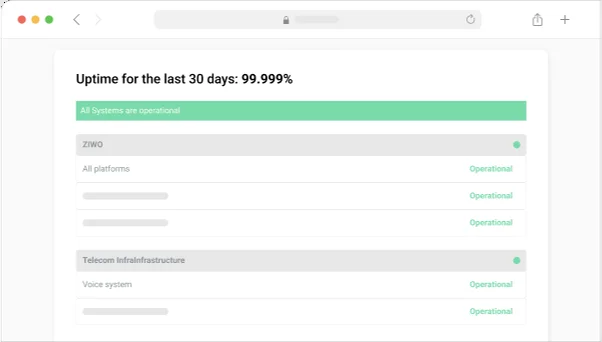 Uptime for the last 30 days: 99.999%
All Systems are operational
ZIWO
All platforms Operational
Operational
Operational
Telecom InfraInfrastructure
Voice system Operational
Operational